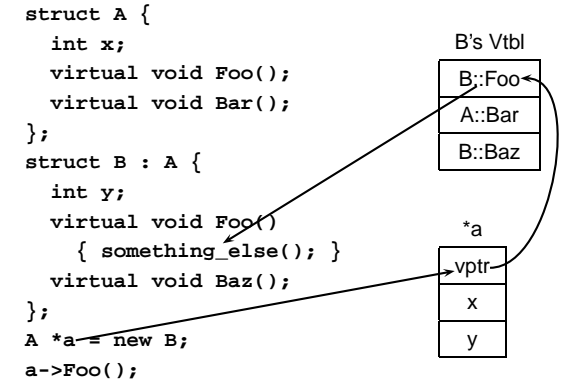 struct A {
int x;
virtual void Foo();
virtual void Bar();
};
struct B : A {
int y;
virtual void Foo()
{ something_else(); }
virtual void Baz();
};
A *a = new B;
a->Foo();
B's Vtbl
B::Foo
A::Bar
B::Baz
*a
vptr
x
y